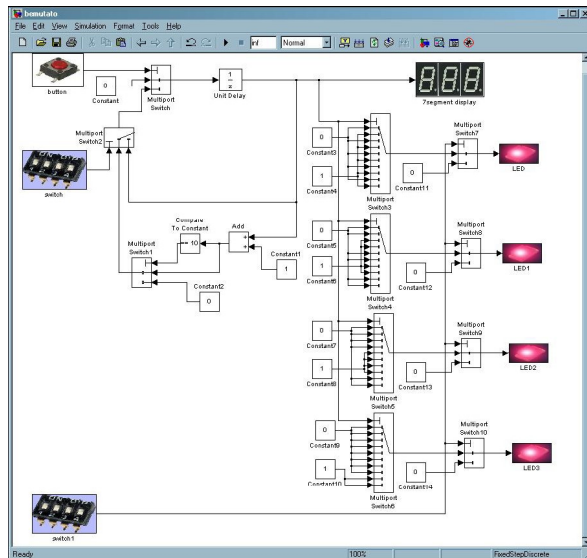 bemutato
File Edit View Simulation Format Tools Help
inf
Normal
button
0
Constant
Multiport
Switch
1
z
Unit Delay
7segment display
Multiport
Switch2
switch
0
Constant3
1
Constant4
Multiport
Switch3
0
Constant11
Multiport
Switch7
LED
Compare
To Constant
== 10
Add
+
+
Constant1
1
Multiport
Switch1
Constant2
0
0
Constant5
1
Constant6
Multiport
Switch4
0
Constant12
Multiport
Switch8
LED1
0
Constant7
1
Constant8
Multiport
Switch5
0
Constant13
Multiport
Switch9
LED2
0
Constant9
1
Constant10
Multiport
Switch6
0
Constant14
Multiport
Switch10
LED3
switch1
Ready
100%
FixedStepDiscrete